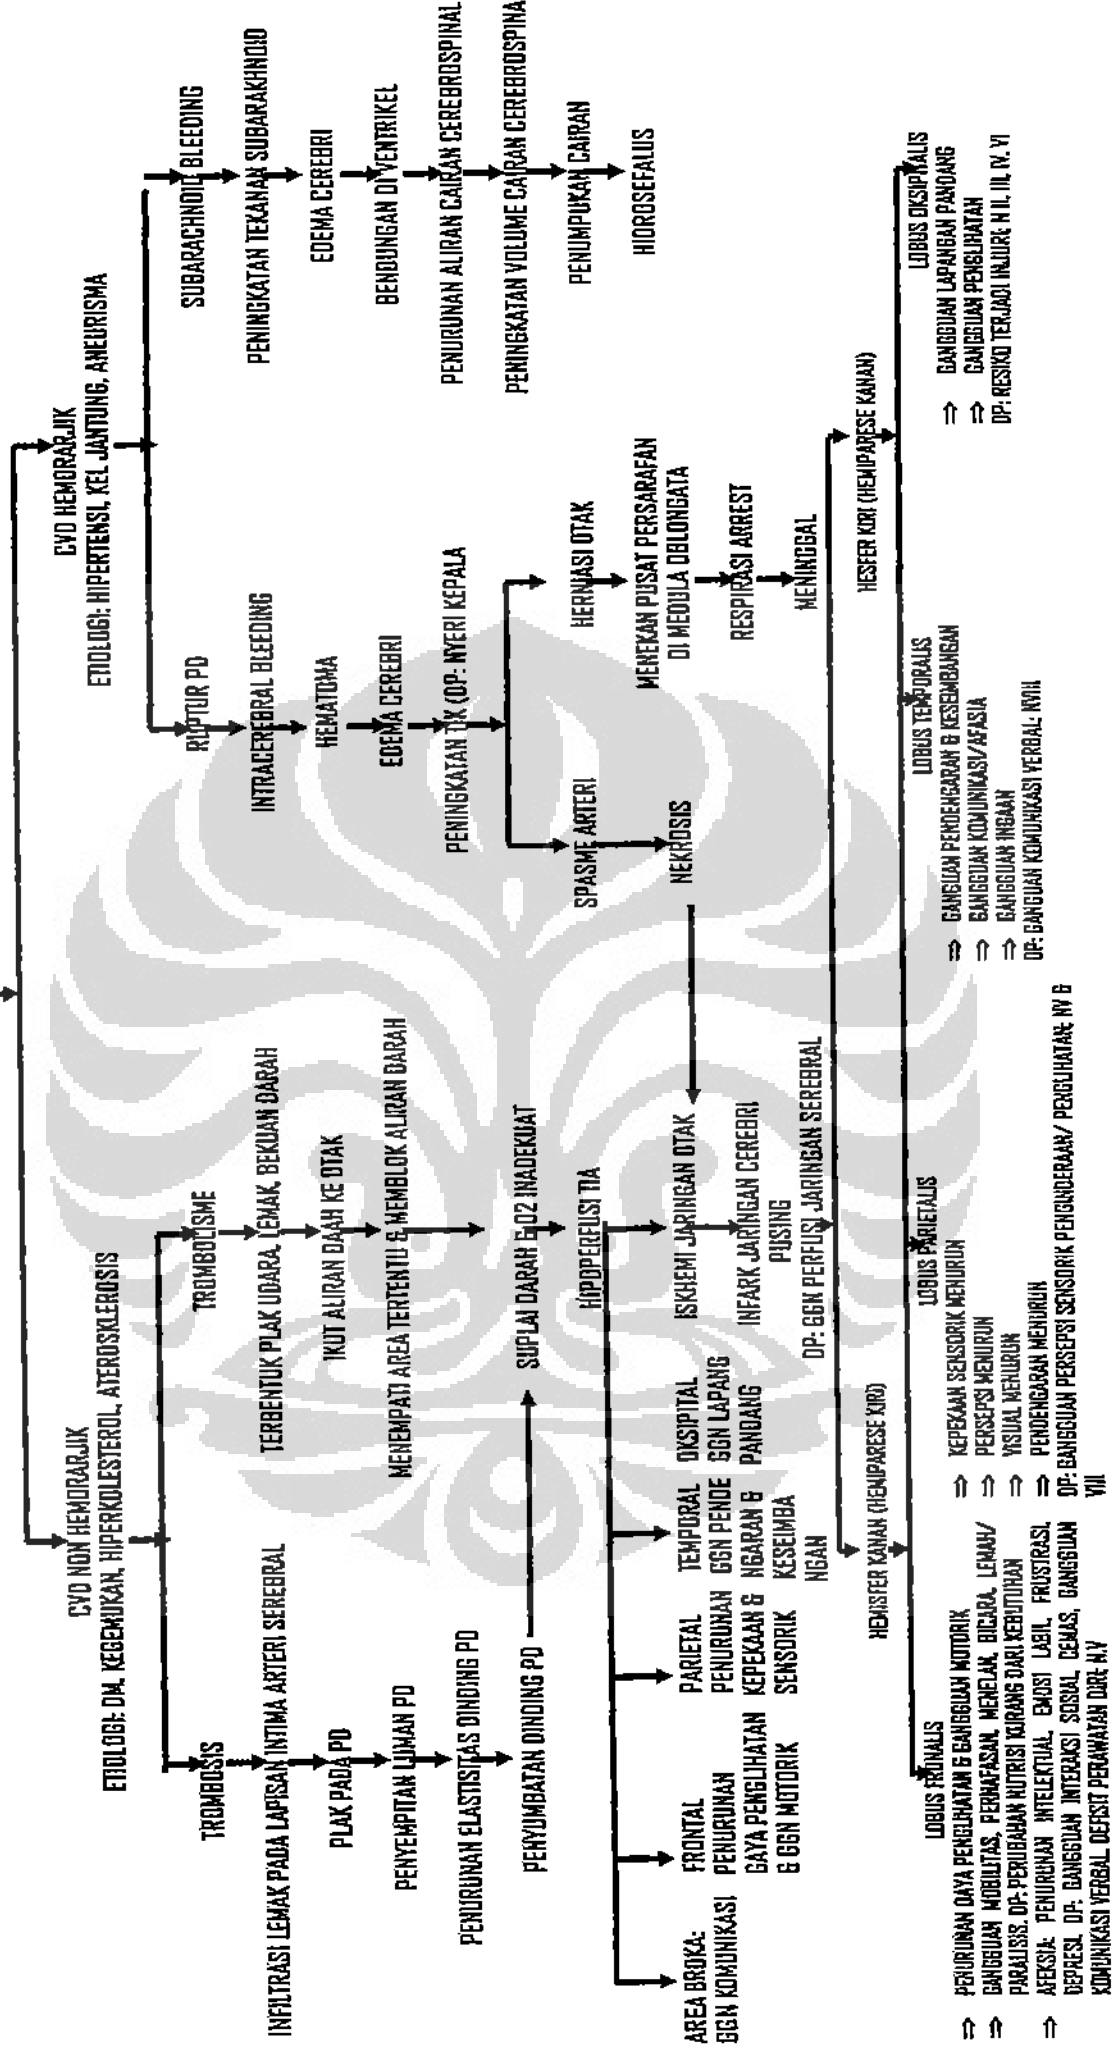 CVD NON HEMORARJIK
ETIOLOGI: DM, KEGEMUKAN, HIPERKOLESTEROL, ATEROSKLEROSIS
TROMBOSIS
INFILTRASI LEMAK PADA LAPISAN INTIMA ARTERI SEREBRAL
PLAK PADA PD
PENYEMPITAN LUMAN PD
PENURUNAN ELASTISITAS DINDING PD
PENYUMBATAN DINDING PD
TROMBOLISME
TERBENTUK PLAK UDARA, LEMAK, BEKUAN DARAH
IKUT ALIRAN DAAH KE OTAK
MENEMPATI AREA TERTENTU & MEMBLOK ALIRAN DARAH
SUPLAI DARAH & O2 INADEKUAT
HIPOPERFUSI TIA
AREA BROKA:
GGN KOMUNIKASI
FRONTAL
PENURUNAN
DAYA PENGLIHATAN
& GGN MOTORIK
PARIETAL
PENURUNAN
KEPEKAAN &
SENSORIK
TEMPORAL
GGN PENDE
NGARAN &
KESEIMBA
NGAN
OKSIPITAL
GGN LAPANG
PANDANG
ISKHEMI JARINGAN OTAK
INFARK JARINGAN CEREBRI
PUSING
DP: GGN PERFUSI JARINGAN SEREBRAL
CVD HEMORARJIK
ETIOLOGI: HIPERTENSI, KEL JANTUNG, ANEURISMA
RUPTUR PD
INTRACEREBRAL BLEEDING
HEMATOMA
EDEMA CEREBRI
PENINGKATAN TIK (DP: NYERI KEPALA
SPASME ARTERI
NEKROSIS
HERNIASI OTAK
MENEKAN PUSAT PERSARAFAN
DI MEDULA OBLONGATA
RESPIRASI ARREST
MENINGGAL
SUBARACHNOID BLEEDING
PENINGKATAN TEKANAN SUBARAKHNOID
EDEMA CEREBRI
BENDUNGAN DI VENTRIKEL
PENURUNAN ALIRAN CAIRAN CEREBROSPINAL
PENINGKATAN VOLUME CAIRAN CEREBROSPINA
PENUMPUKAN CAIRAN
HIDROSEFALUS
HEMISFER KANAN (HEMIPARESE KIRI)
HESFER KIRI (HEMIPARESE KANAN)
LOBUS FRONALIS
⇒ PENURUNAN DAYA PENGLIHATAN & GANGGUAN MOTORIK
⇒ GANGUAN MOBILITAS, PERNAFASAN, MENELAK, BICARA, LEMAH/
PARALISIS. DP: PERUBAHAN NUTRISI KURANG DARI KEBUTUHAN
⇒ AFEKSIA: PENURUNAN INTELEKTUAL, EMOSI LABIL, FRUSTRASI,
DEPRESI. DP: GANGGUAN INTERAKSI SOSIAL, CEMAS, GANGGUAN
KOMUNIKASI VERBAL DEFISIT PERAWATAN DIRI: N.V
LOBUS PARIETALIS
⇒ KEPEKAAN SENSORIK MENURUN
⇒ PERSEPSI MENURUN
⇒ VISUAL MENURUN
⇒ PENDENGARAN MENURUN
DP: GANGGUAN PERSEPSI SENSORIK PENGINDERAAN/ PENGLIHATAN; NV &
VIII
LOBUS TEMPORALIS
⇒ GANGUAN PENDENGARAN & KESEIMBANGAN
⇒ GANGGUAN KOMUNIKASI/AFASIA
⇒ GANGGUAN INGAAN
DP: GANGUAN KOMUNIKASI VERBAL: NVIII
LOBUS OKSIPITALIS
⇒ GANGGUAN LAPANGAN PANDANG
⇒ GANGGUAN PENGLIHATAN
DP: RESIKO TERJADI INJURI: N II, III, IV, VI